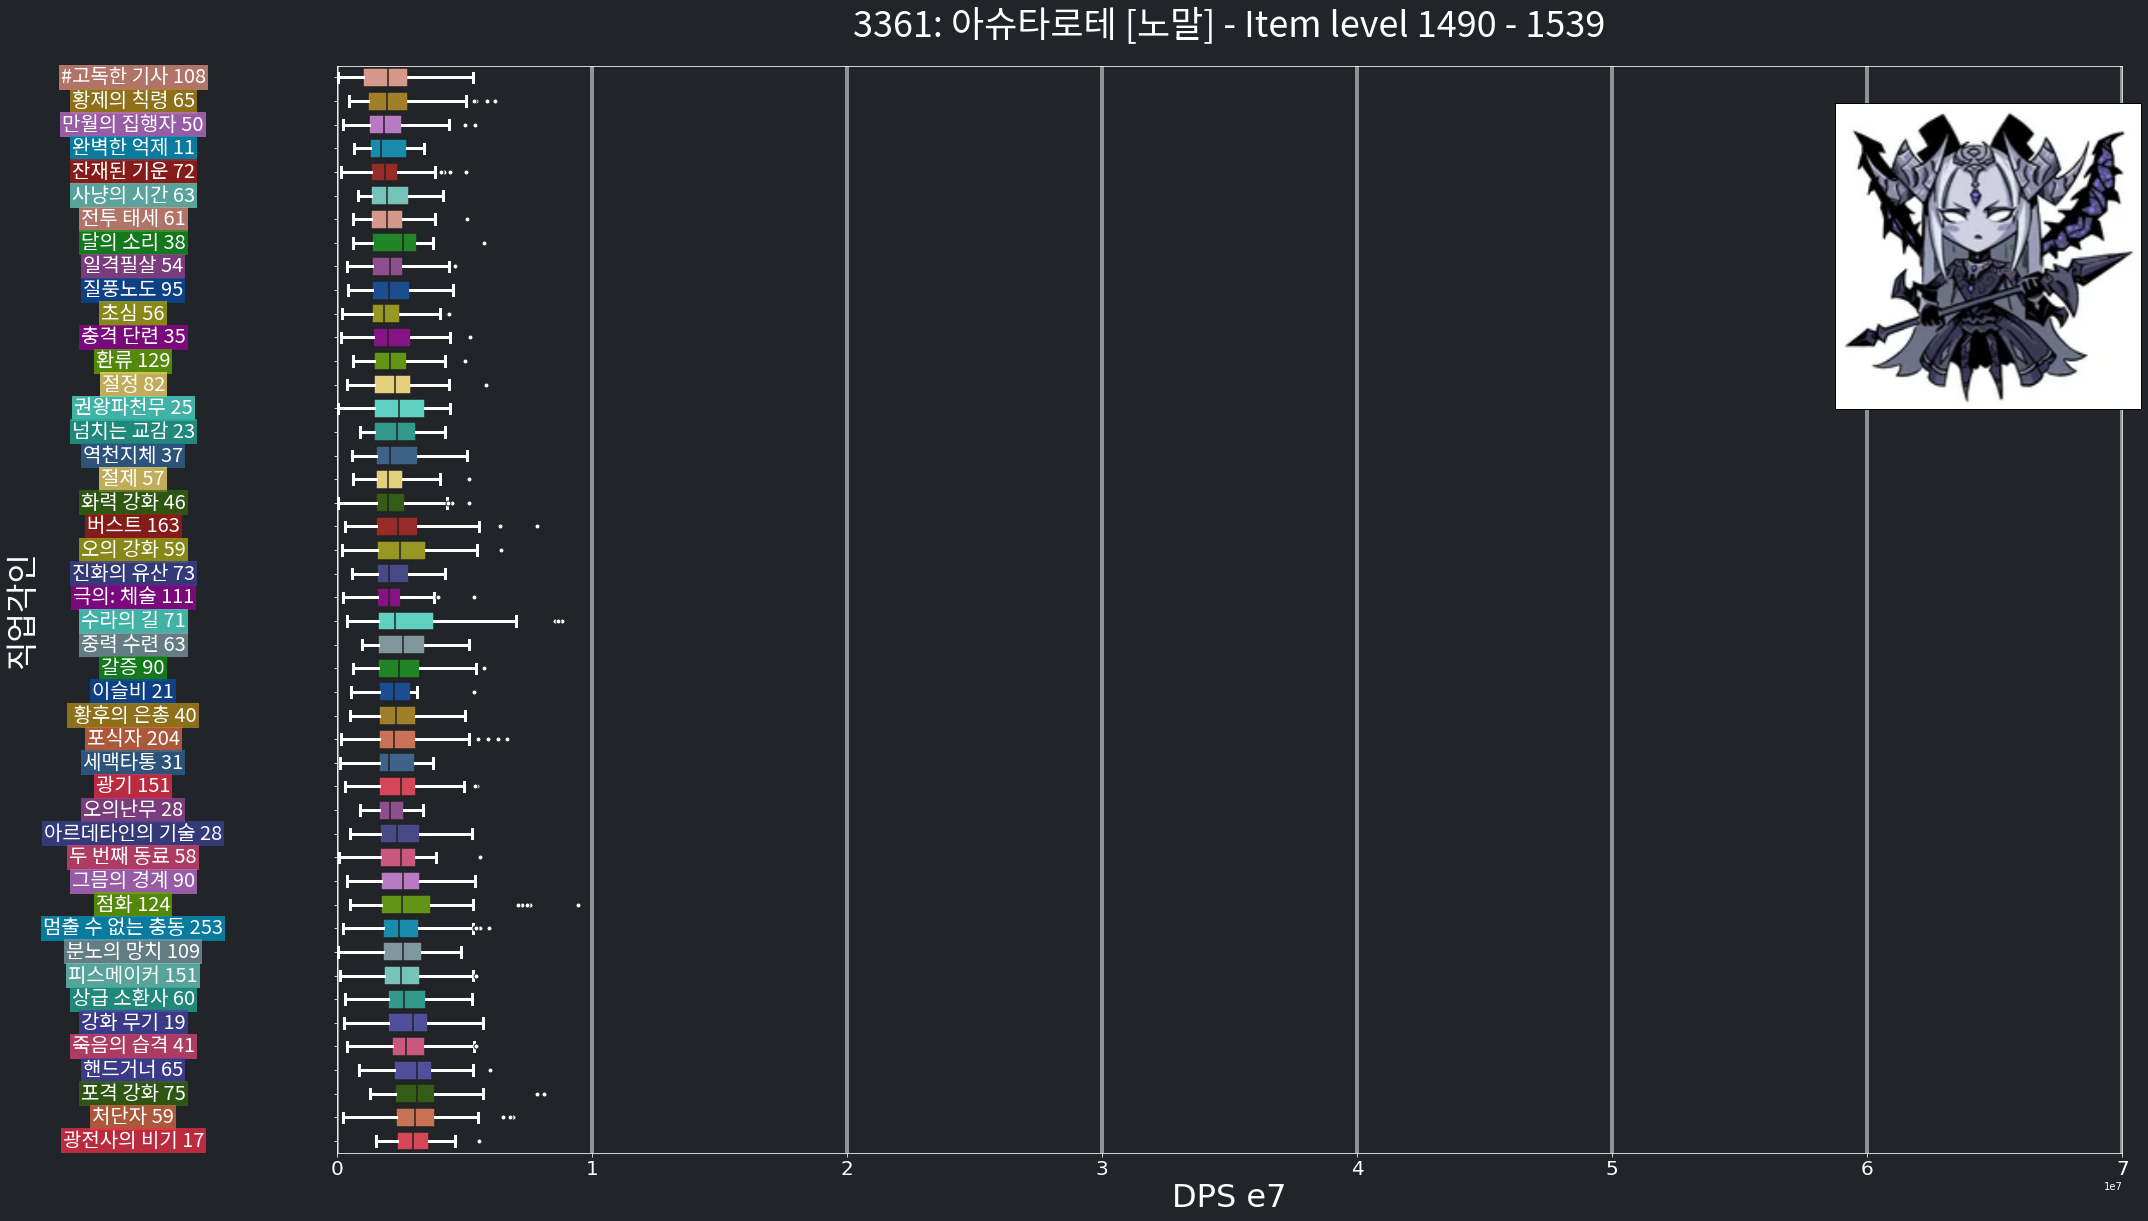 3361: 아슈타로테 [노말] - Item level 1490 - 1539
#고독한 기사 108
황제의 칙령 65
만월의 집행자 50
완벽한 억제 11
잔재된 기운 72
사냥의 시간 63
전투 태세 61
달의 소리 38
일격필살 54
질풍노도 95
초심 56
충격 단련 35
환류 129
절정 82
권왕파천무 25
넘치는 교감 23
역천지체 37
절제 57
화력 강화 46
버스트 163
오의 강화 59
진화의 유산 73
극의: 체술 111
수라의 길 71
중력 수련 63
갈증 90
이슬비 21
황후의 은총 40
포식자 204
세맥타통 31
광기 151
오의난무 28
아르데타인의 기술 28
두 번째 동료 58
그믐의 경계 90
점화 124
멈출 수 없는 충동 253
분노의 망치 109
피스메이커 151
상급 소환사 60
강화 무기 19
죽음의 습격 41
핸드거너 65
포격 강화 75
처단자 59
광전사의 비기 17
직업각인
0 1 2 3 4 5 6 7
1e7
DPS e7